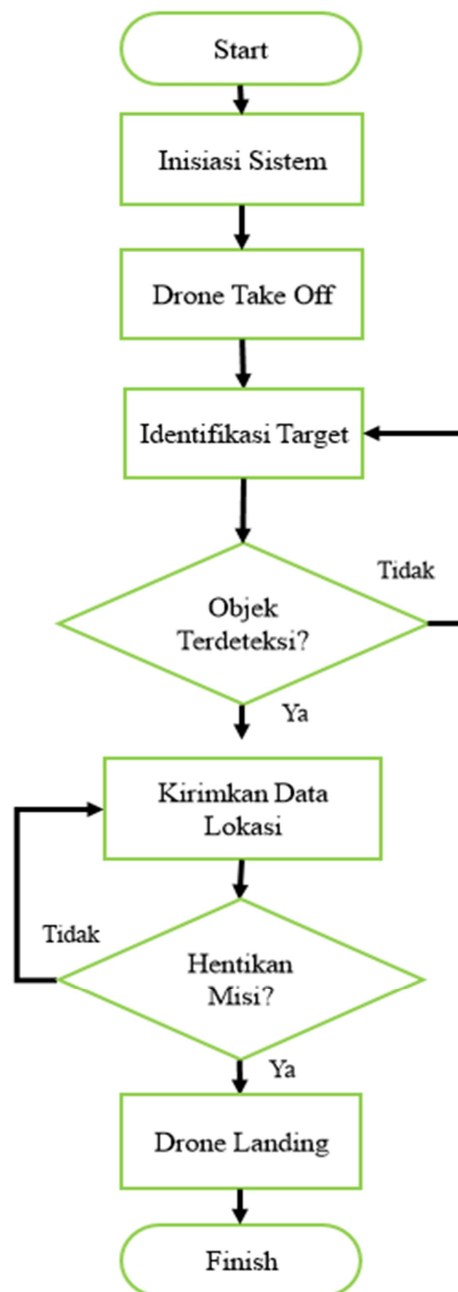 Start
Inisiasi Sistem
Drone Take Off
Identifikasi Target
Tidak
Objek
Terdeteksi?
Ya
Kirimkan Data
Lokasi
Tidak
Hentikan
Misi?
Ya
Drone Landing
Finish